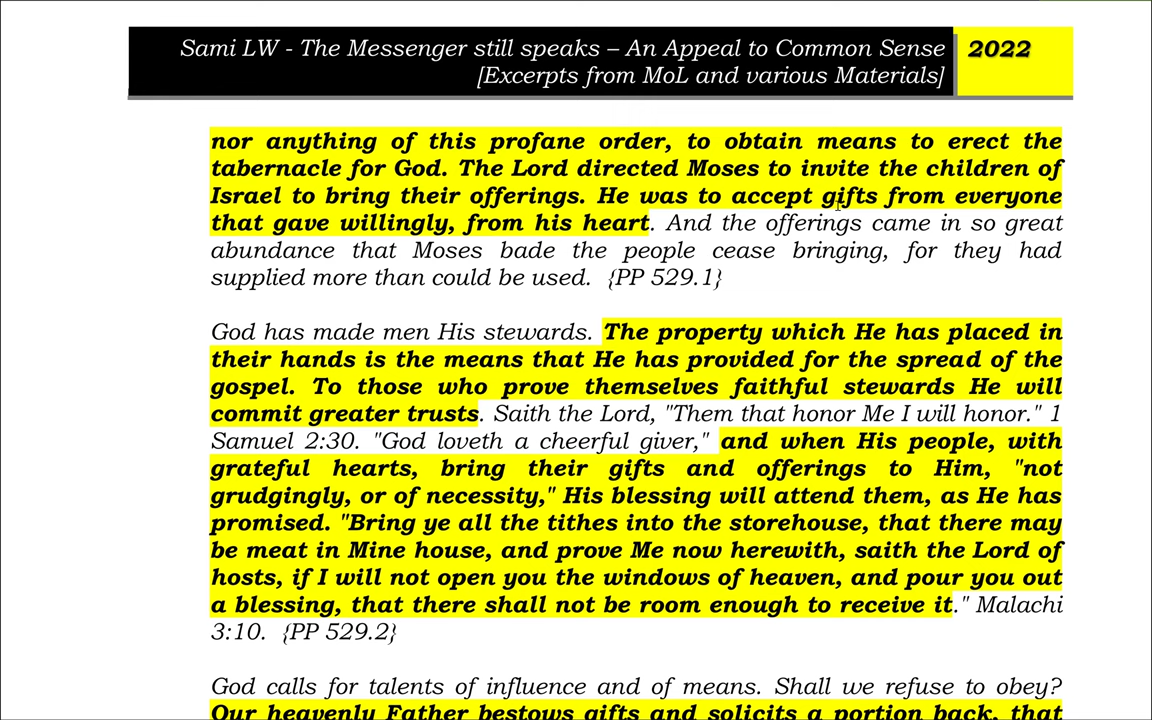 Sami LW - The Messenger still speaks – An Appeal to Common Sense
[Excerpts from MoL and various Materials]
2022
nor anything of this profane order, to obtain means to erect the
tabernacle for God. The Lord directed Moses to invite the children of
Israel to bring their offerings. He was to accept gifts from everyone
that gave willingly, from his heart. And the offerings came in so great
abundance that Moses bade the people cease bringing, for they had
supplied more than could be used. {PP 529.1}
God has made men His stewards. The property which He has placed in
their hands is the means that He has provided for the spread of the
gospel. To those who prove themselves faithful stewards He will
commit greater trusts. Saith the Lord, "Them that honor Me I will honor." 1
Samuel 2:30. "God loveth a cheerful giver," and when His people, with
grateful hearts, bring their gifts and offerings to Him, "not
grudgingly, or of necessity," His blessing will attend them, as He has
promised. "Bring ye all the tithes into the storehouse, that there may
be meat in Mine house, and prove Me now herewith, saith the Lord of
hosts, if I will not open you the windows of heaven, and pour you out
a blessing, that there shall not be room enough to receive it." Malachi
3:10. {PP 529.2}
God calls for talents of influence and of means. Shall we refuse to obey?
Our heavenly Father bestows gifts and solicits a portion back, that